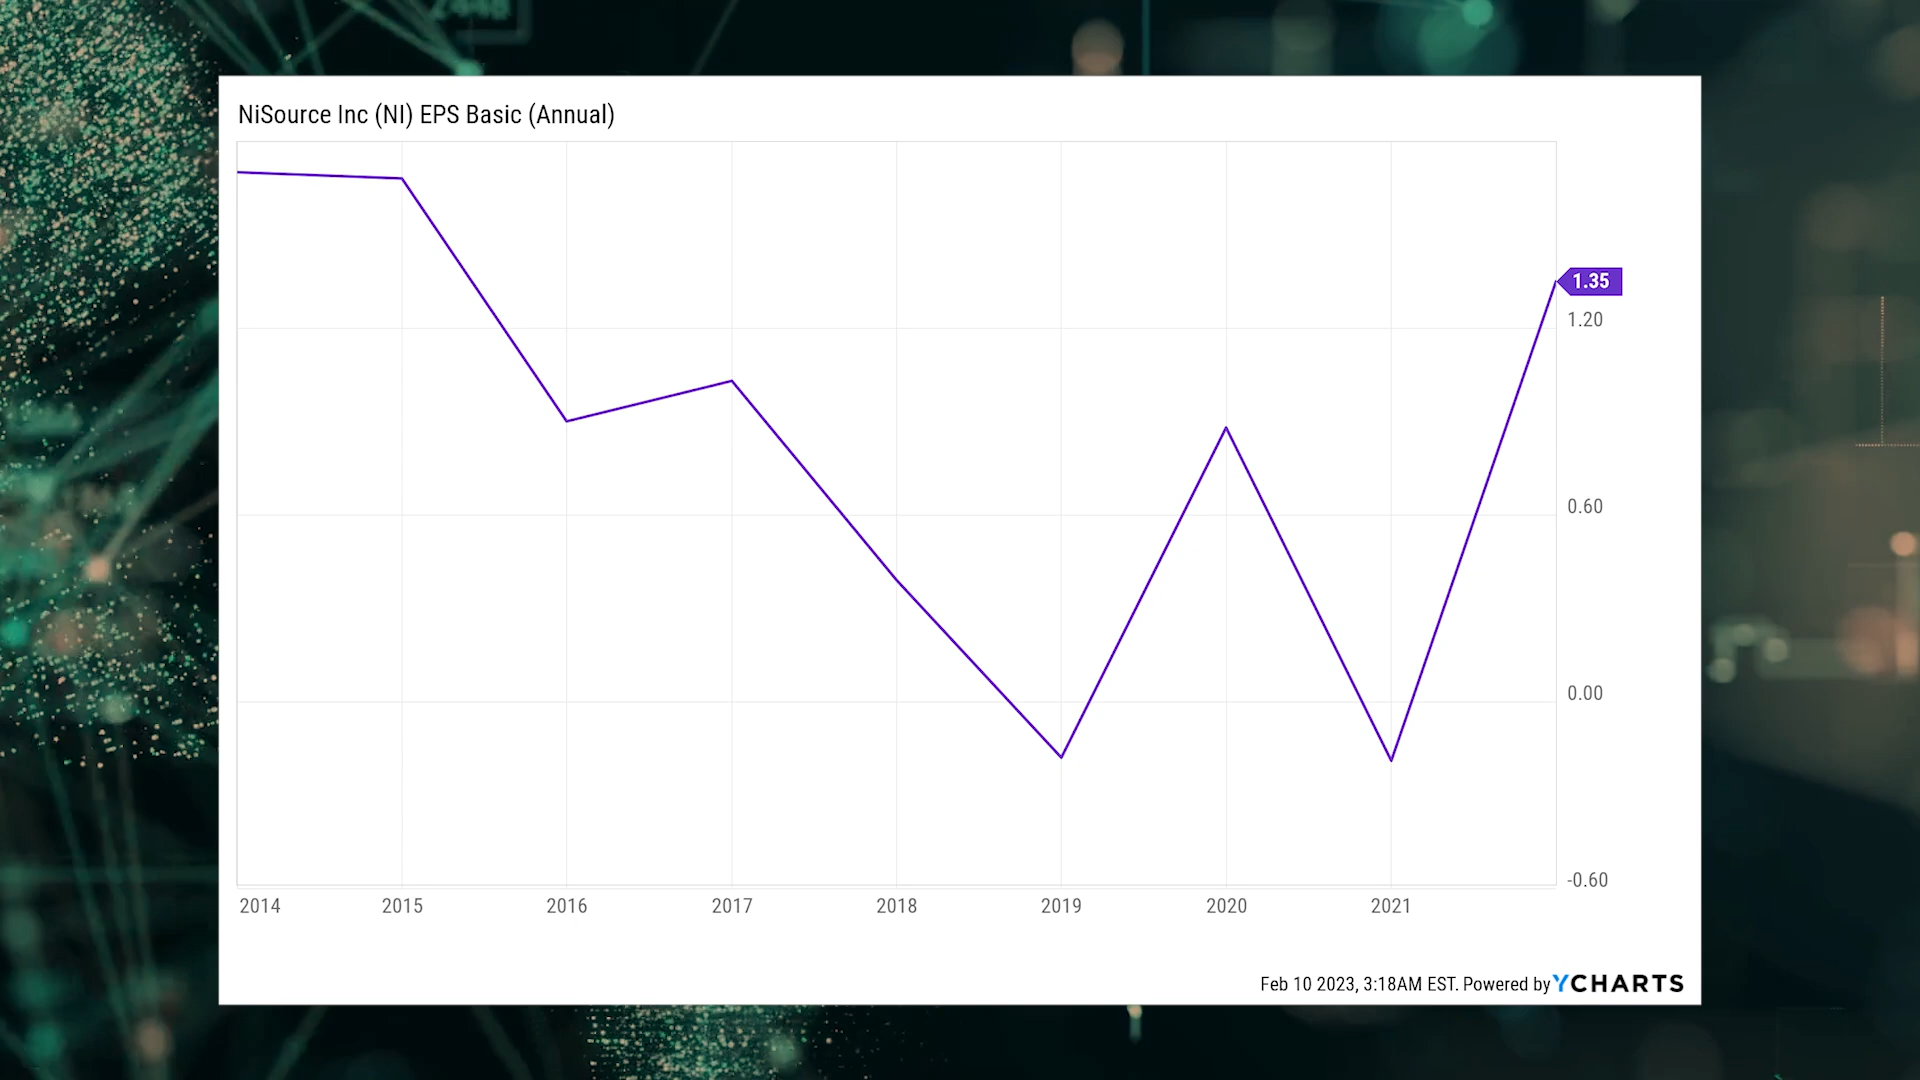 NiSource Inc (NI) EPS Basic (Annual)
1.35
1.20
0.60
0.00
-0.60
2014 2015 2016 2017 2018 2019 2020 2021
Feb 10 2023, 3:18AM EST. Powered by YCHARTS